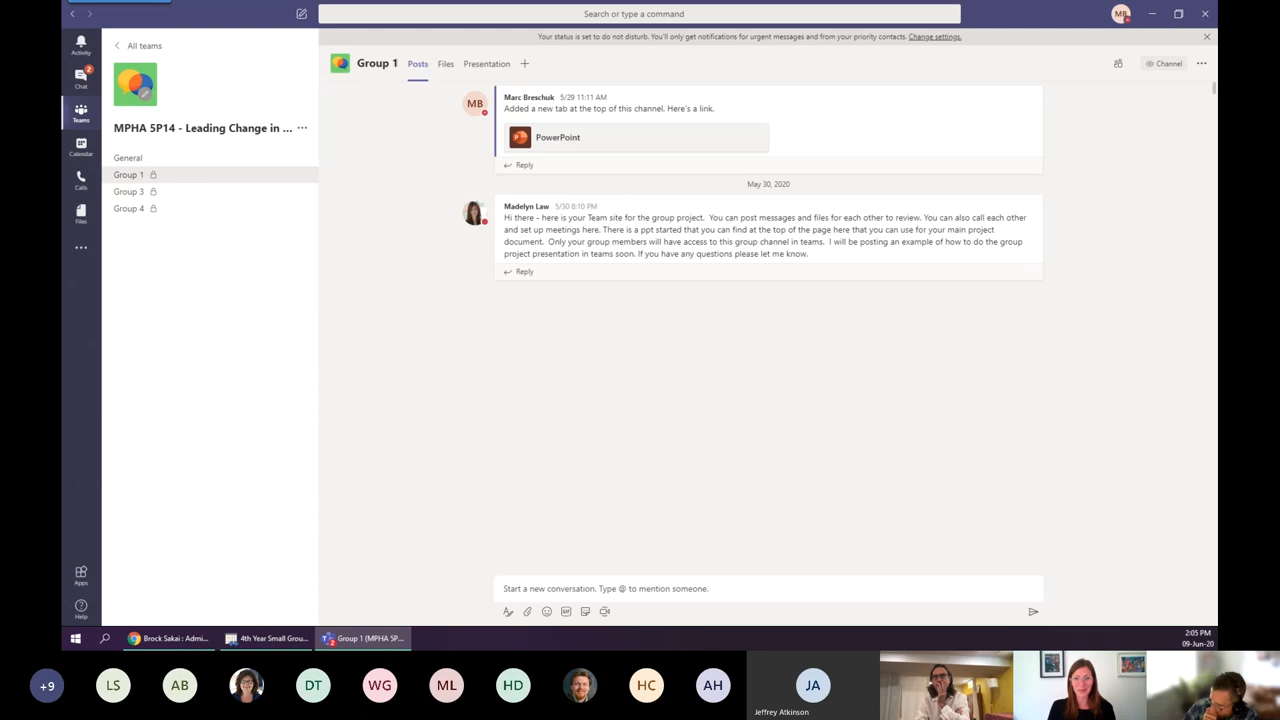 Search or type a command
MB
Your status is set to do not disturb. You'll only get notifications for urgent messages and from your priority contacts. Change settings.
Activity
Chat
2
Teams
Calendar
Calls
Files
Apps
Help
All teams
MPHA 5P14 - Leading Change in ...
General
Group 1
Group 3
Group 4
Group 1
Posts
Files
Presentation
Channel
MB
Marc Breschuk 5/29 11:11 AM
Added a new tab at the top of this channel. Here's a link.
PowerPoint
Reply
May 30, 2020
Madelyn Law 5/30 8:10 PM
Hi there - here is your Team site for the group project. You can post messages and files for each other to review. You can also call each other
and set up meetings here. There is a ppt started that you can find at the top of the page here that you can use for your main project
document. Only your group members will have access to this group channel in teams. I will be posting an example of how to do the group
project presentation in teams soon. If you have any questions please let me know.
Reply
Start a new conversation. Type @ to mention someone.
GIF
Brock Sakai : Admi...
4th Year Small Grou...
Group 1 (MPHA 5P...
2:05 PM
09-Jun-20
+9
LS
AB
DT
WG
ML
HD
HC
AH
JA
Jeffrey Atkinson